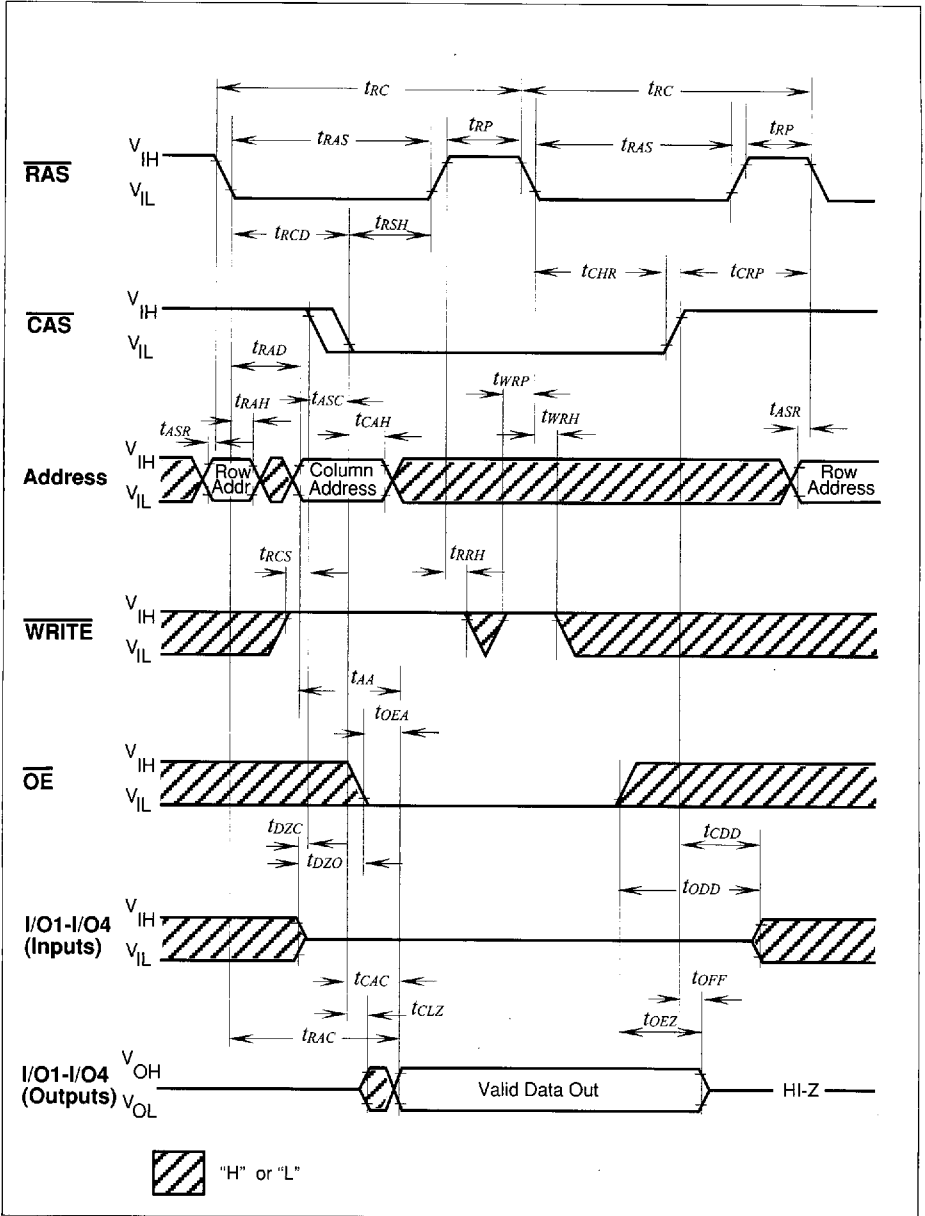 tRC tRC
tRAS tRP tRAS tRP
RAS VIH
VIL
tRCD tRSH
tCHR tCRP
CAS VIH
VIL
tRAD
tASC tWRP
tRAH tCAH tWRH
tASR tASR
Address VIH
VIL
Row Addr.
Column Address
Row Address
tRCS tRRH
WRITE VIH
VIL
tAA
tOEA
OE VIH
VIL
tDZC tCDD
tDZO tODD
I/O1-I/O4 (Inputs) VIH
VIL
tCAC tOFF
tCLZ tOEZ
tRAC
I/O1-I/O4 (Outputs) VOH
VOL
Valid Data Out
HI-Z
"H" or "L"